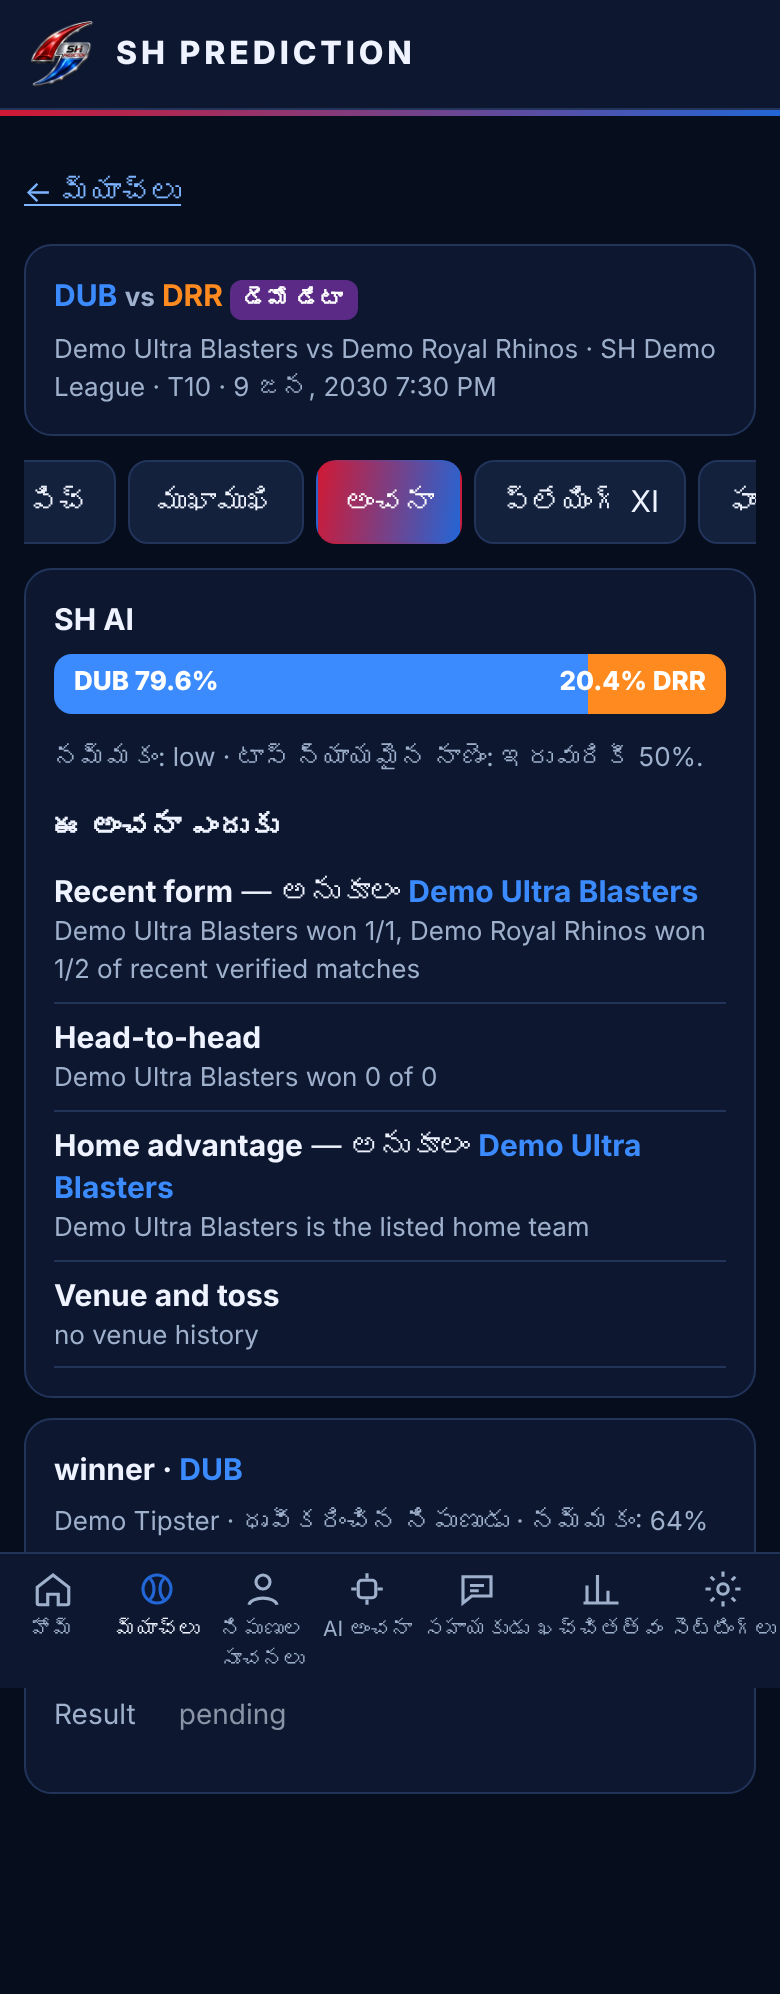 SH PREDICTION
← మ్యాచ్‌లు
DUB vs DRR డెమో డేటా
Demo Ultra Blasters vs Demo Royal Rhinos · SH Demo
League · T10 · 9 జన, 2030 7:30 PM
పిచ్ ముఖాముఖి అంచనా ప్లేయింగ్ XI
SH AI
DUB 79.6% 20.4% DRR
నమ్మకం: low · టాస్ న్యాయమైన నాణెం: ఇరువురికీ 50%.
ఈ అంచనా ఎందుకు
Recent form — అనుకూలం Demo Ultra Blasters
Demo Ultra Blasters won 1/1, Demo Royal Rhinos won
1/2 of recent verified matches
Head-to-head
Demo Ultra Blasters won 0 of 0
Home advantage — అనుకూలం Demo Ultra
Blasters
Demo Ultra Blasters is the listed home team
Venue and toss
no venue history
winner · DUB
Demo Tipster · ధృవీకరించిన నిపుణుడు · నమ్మకం: 64%
హోమ్ మ్యాచ్‌లు నిపుణుల AI అంచనా సహాయకుడు ఖచ్చితత్వం సెట్టింగ్‌లు
సూచనలు
Result pending